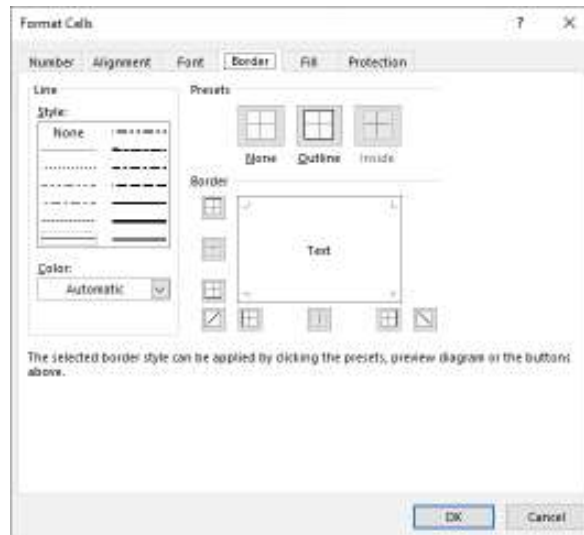 Format Cells
? ×
Number Alignment Font Border Fill Protection
Line
Style:
None
Color:
Automatic
Presets
None Outline Inside
Border
Text
The selected border style can be applied by clicking the presets, preview diagram or the buttons
above.
OK Cancel